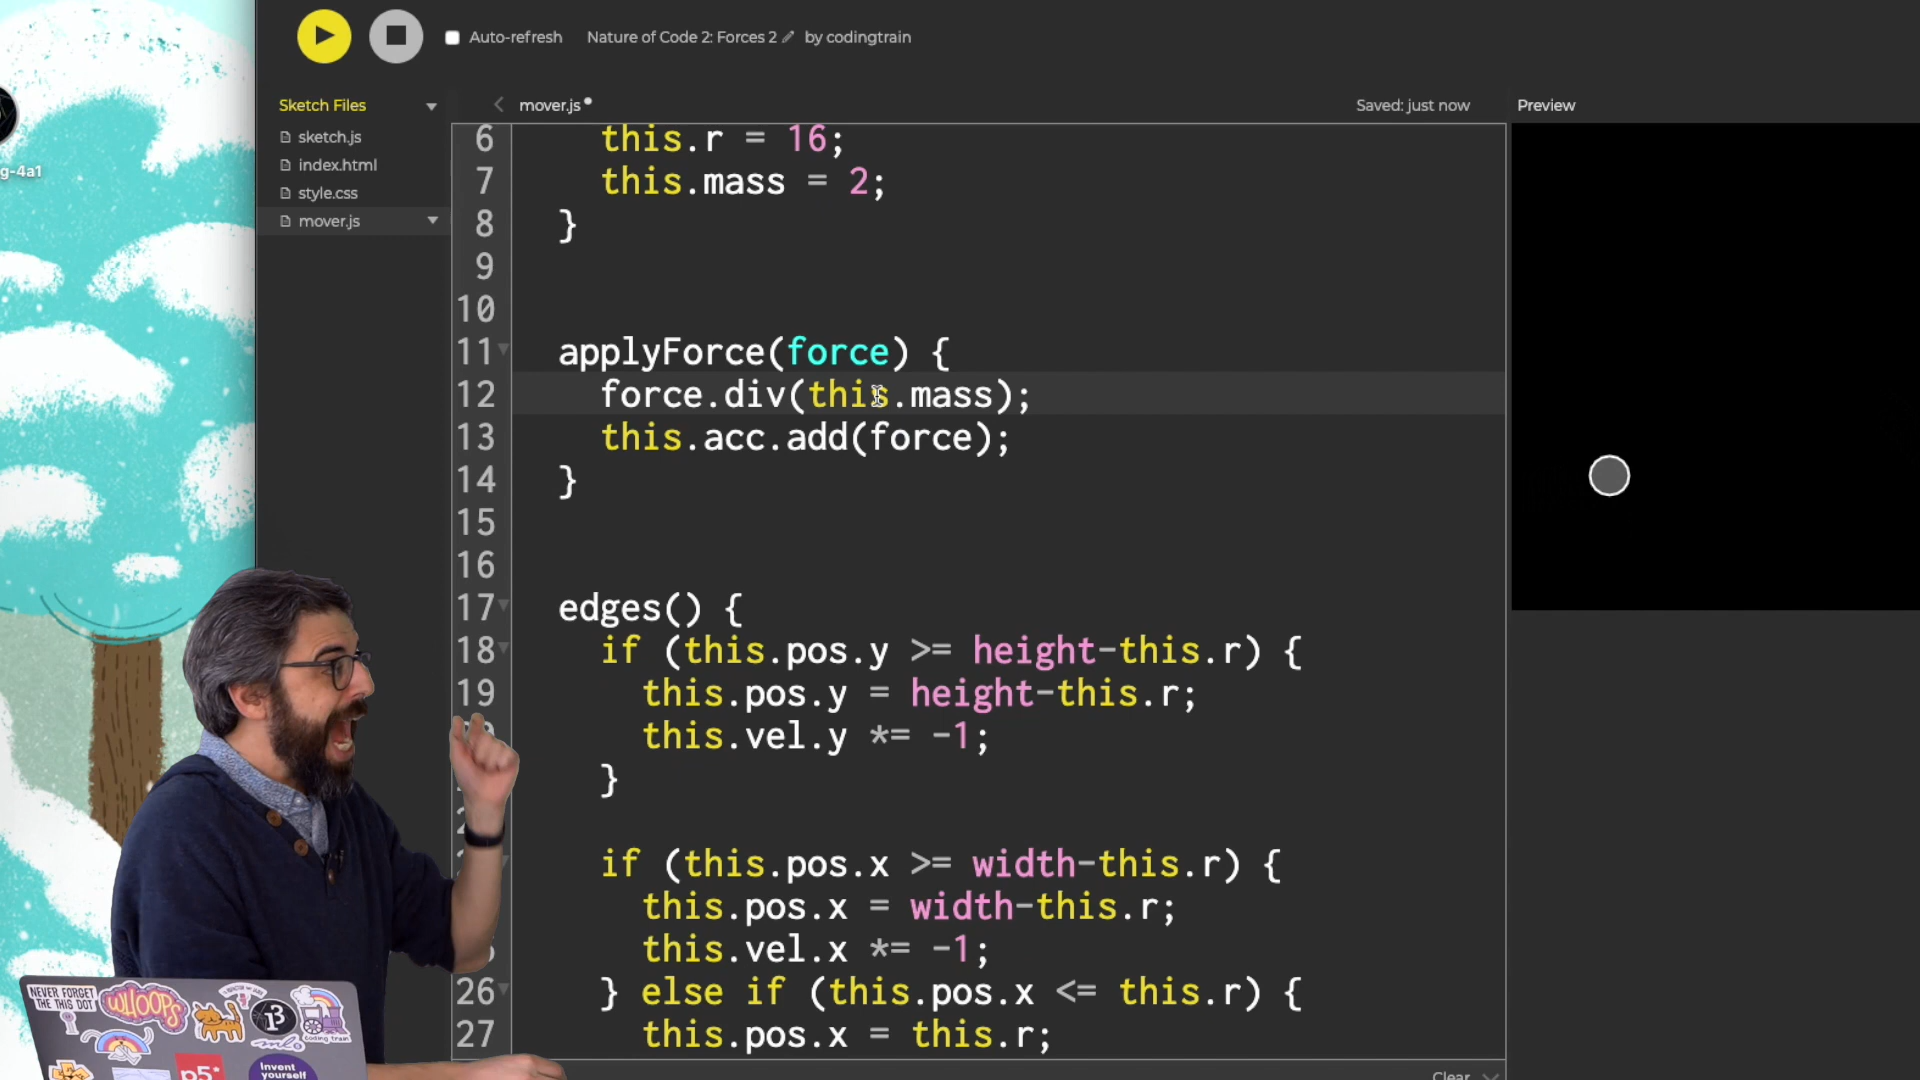 Auto-refresh Nature of Code 2: Forces 2 by codingtrain
Sketch Files
sketch.js
index.html
style.css
mover.js
g-4a1
mover.js
Saved: just now
Preview
6 this.r = 16;
7 this.mass = 2;
8 }
9
10
11 applyForce(force) {
12 force.div(this.mass);
13 this.acc.add(force);
14 }
15
16
17 edges() {
18 if (this.pos.y >= height-this.r) {
19 this.pos.y = height-this.r;
this.vel.y *= -1;
}
if (this.pos.x >= width-this.r) {
this.pos.x = width-this.r;
this.vel.x *= -1;
26 } else if (this.pos.x <= this.r) {
27 this.pos.x = this.r;
Clear
NEVER FORGET
THE THIS DOT
WHOOPS
coding train
p5*
Invent
yourself